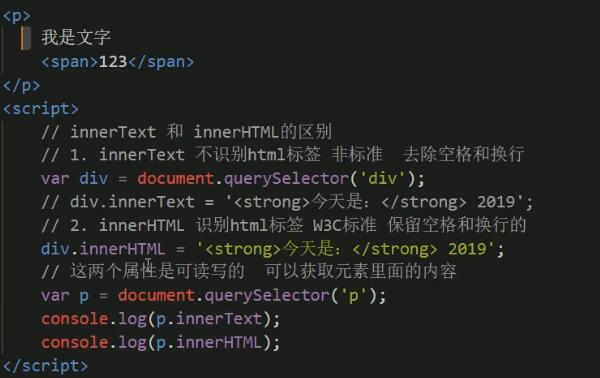 <p>
我是文字
<span>123</span>
</p>
<script>
// innerText 和 innerHTML的区别
// 1. innerText 不识别html标签 非标准  去除空格和换行
var div = document.querySelector('div');
// div.innerText = '<strong>今天是：</strong> 2019';
// 2. innerHTML 识别html标签 W3C标准 保留空格和换行的
div.innerHTML = '<strong>今天是：</strong> 2019';
// 这两个属性是可读写的  可以获取元素里面的内容
var p = document.querySelector('p');
console.log(p.innerText);
console.log(p.innerHTML);
</script>